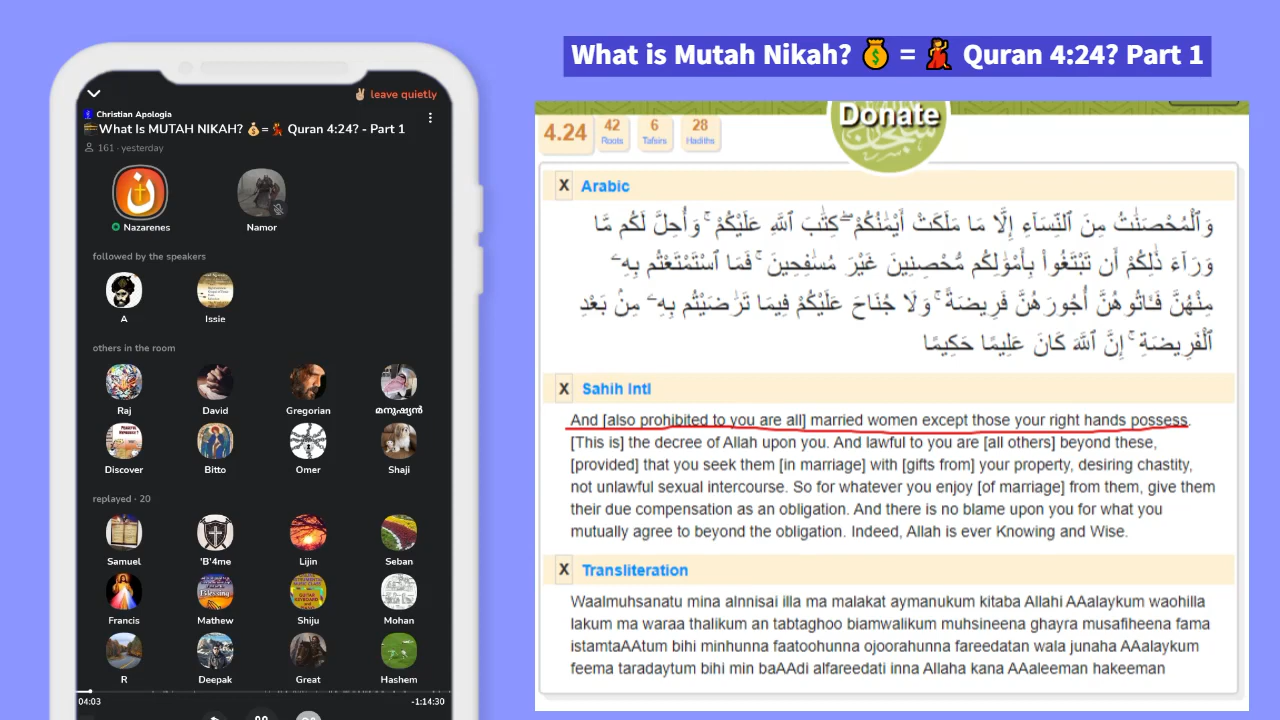 What is Mutah Nikah? 💰 = 💃 Quran 4:24? Part 1
leave quietly
Christian Apologia
What Is MUTAH NIKAH? 💰= 💃 Quran 4:24? - Part 1
161 · yesterday
Nazarenes
Namor
followed by the speakers
A
Issie
others in the room
Raj
David
Gregorian
മനുഷ്യൻ
Discover
Bitto
Omer
Shaji
replayed · 20
Samuel
'B'4me
Lijin
Seban
Francis
Mathew
Shiju
Mohan
R
Deepak
Great
Hashem
04:03
-1:14:30
Donate
4.24
42
Roots
6
Tafsirs
28
Hadiths
X Arabic
وَٱلْمُحْصَنَٰتُ مِنَ ٱلنِّسَآءِ إِلَّا مَا مَلَكَتْ أَيْمَٰنُكُمْ ۖ كِتَٰبَ ٱللَّهِ عَلَيْكُمْ ۚ وَأُحِلَّ لَكُم مَّا
وَرَآءَ ذَٰلِكُمْ أَن تَبْتَغُوا۟ بِأَمْوَٰلِكُم مُّحْصِنِينَ غَيْرَ مُسَٰفِحِينَ ۚ فَمَا ٱسْتَمْتَعْتُم بِهِۦ
مِنْهُنَّ فَـَٔاتُوهُنَّ أُجُورَهُنَّ فَرِيضَةً ۚ وَلَا جُنَاحَ عَلَيْكُمْ فِيمَا تَرَٰضَيْتُم بِهِۦ مِنۢ بَعْدِ
ٱلْفَرِيضَةِ ۚ إِنَّ ٱللَّهَ كَانَ عَلِيمًا حَكِيمًا
X Sahih Intl
And [also prohibited to you are all] married women except those your right hands possess.
[This is] the decree of Allah upon you. And lawful to you are [all others] beyond these,
[provided] that you seek them [in marriage] with [gifts from] your property, desiring chastity,
not unlawful sexual intercourse. So for whatever you enjoy [of marriage] from them, give them
their due compensation as an obligation. And there is no blame upon you for what you
mutually agree to beyond the obligation. Indeed, Allah is ever Knowing and Wise.
X Transliteration
Waalmuhsanatu mina alnnisai illa ma malakat aymanukum kitaba Allahi AAalaykum waohilla
lakum ma waraa thalikum an tabtaghoo biamwalikum muhsineena ghayra musafiheena fama
istamtaAAtum bihi minhunna faatoohunna ojoorahunna fareedatan wala junaha AAalaykum
feema taradaytum bihi min baAAdi alfareedati inna Allaha kana AAaleeman hakeeman